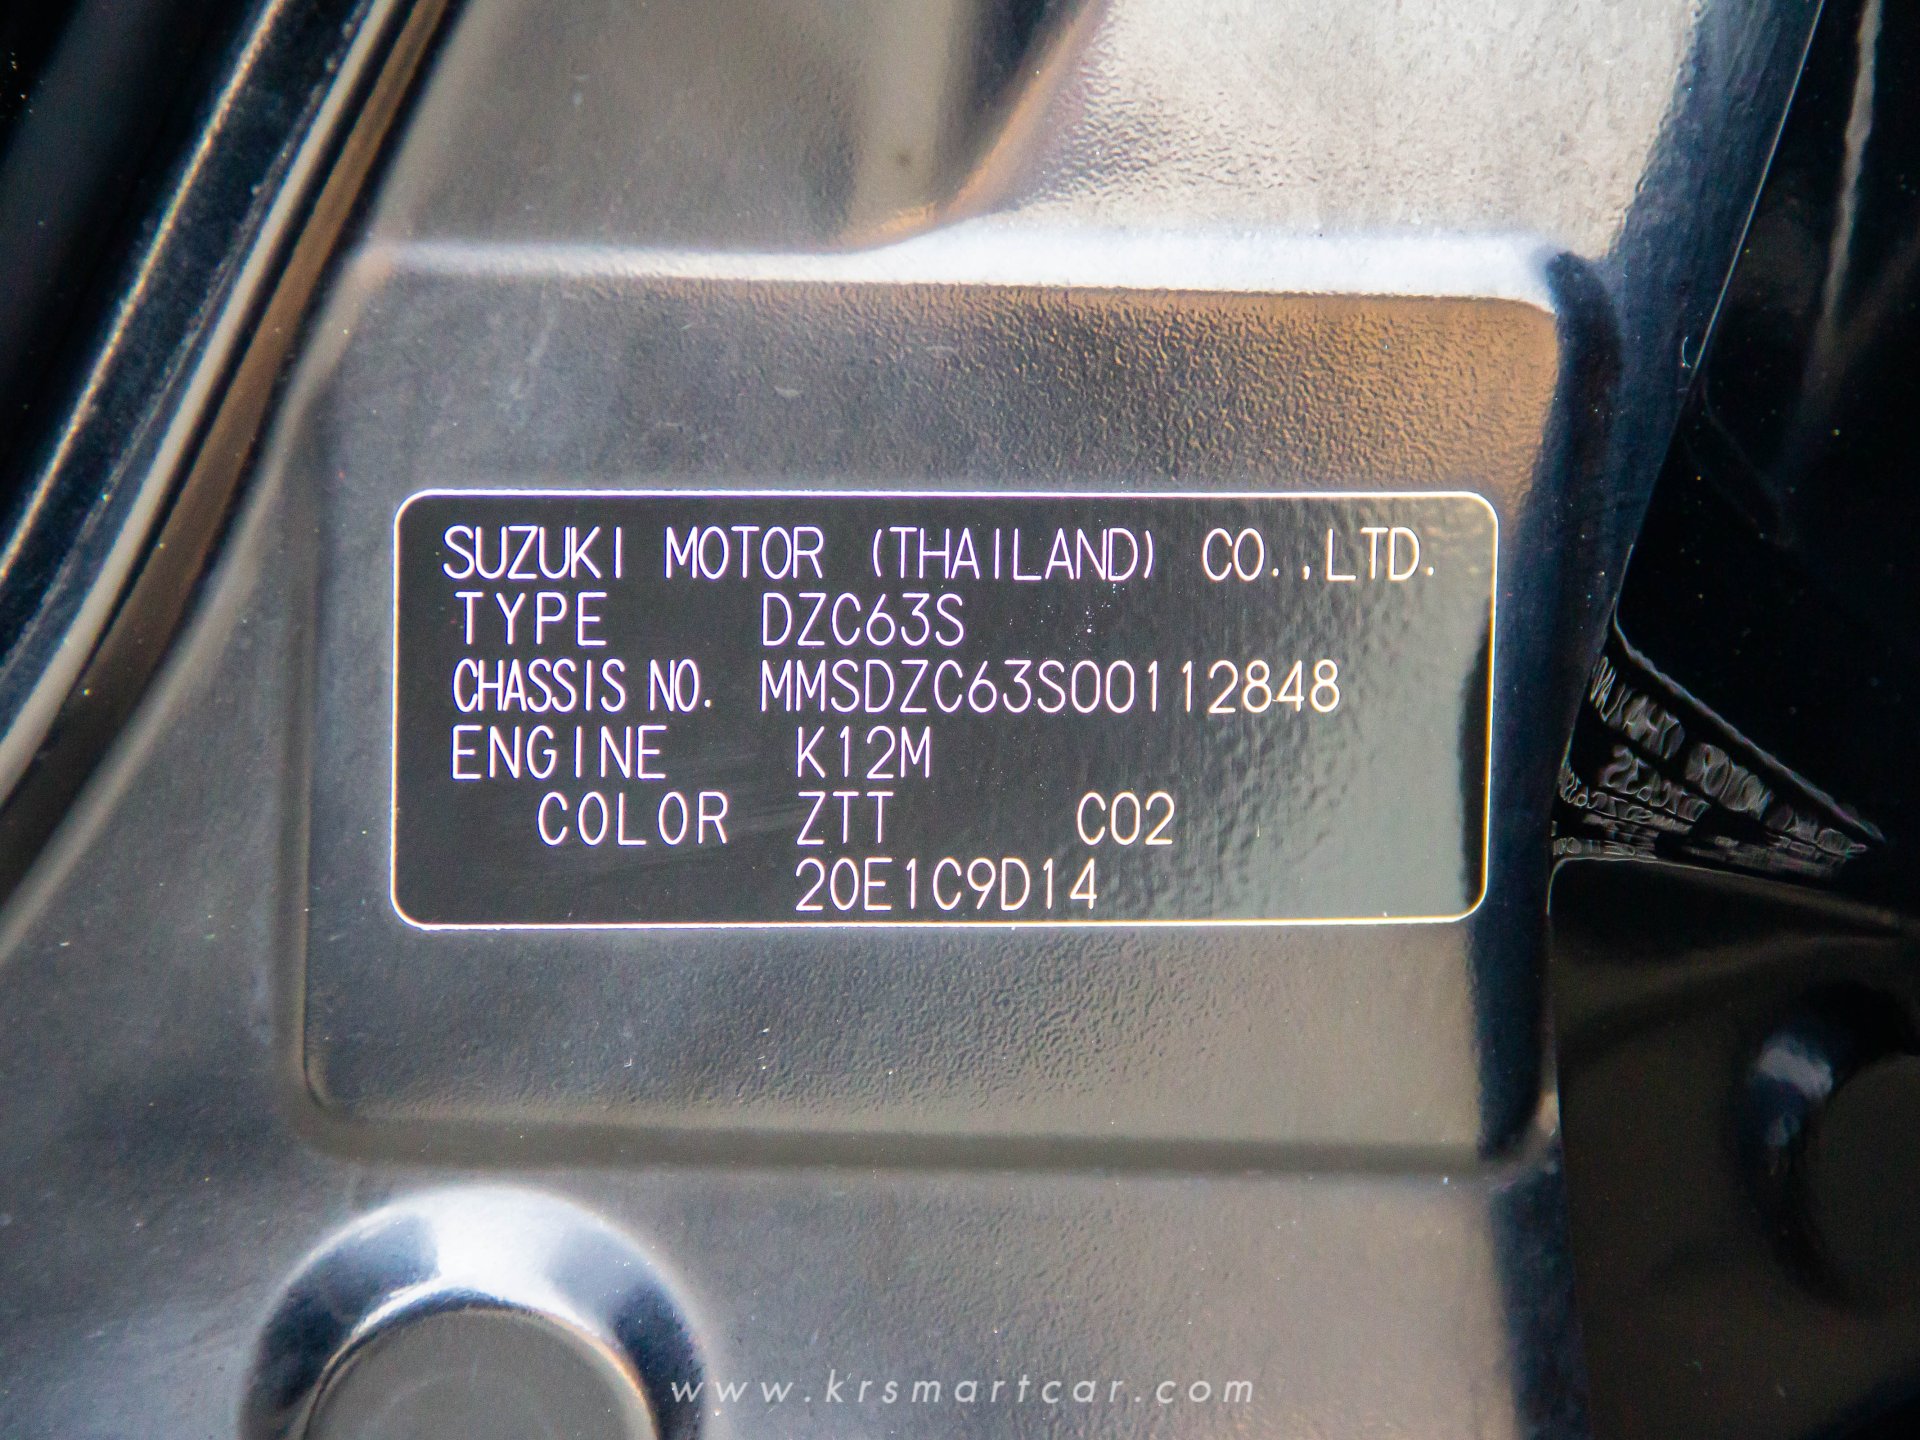 SUZUKI MOTOR (THAILAND) CO.,LTD.
TYPE DZC63S
CHASSIS NO. MMSDZC63S00112848
ENGINE K12M
COLOR ZTT C02
20E1C9D14
www.krsmartcar.com